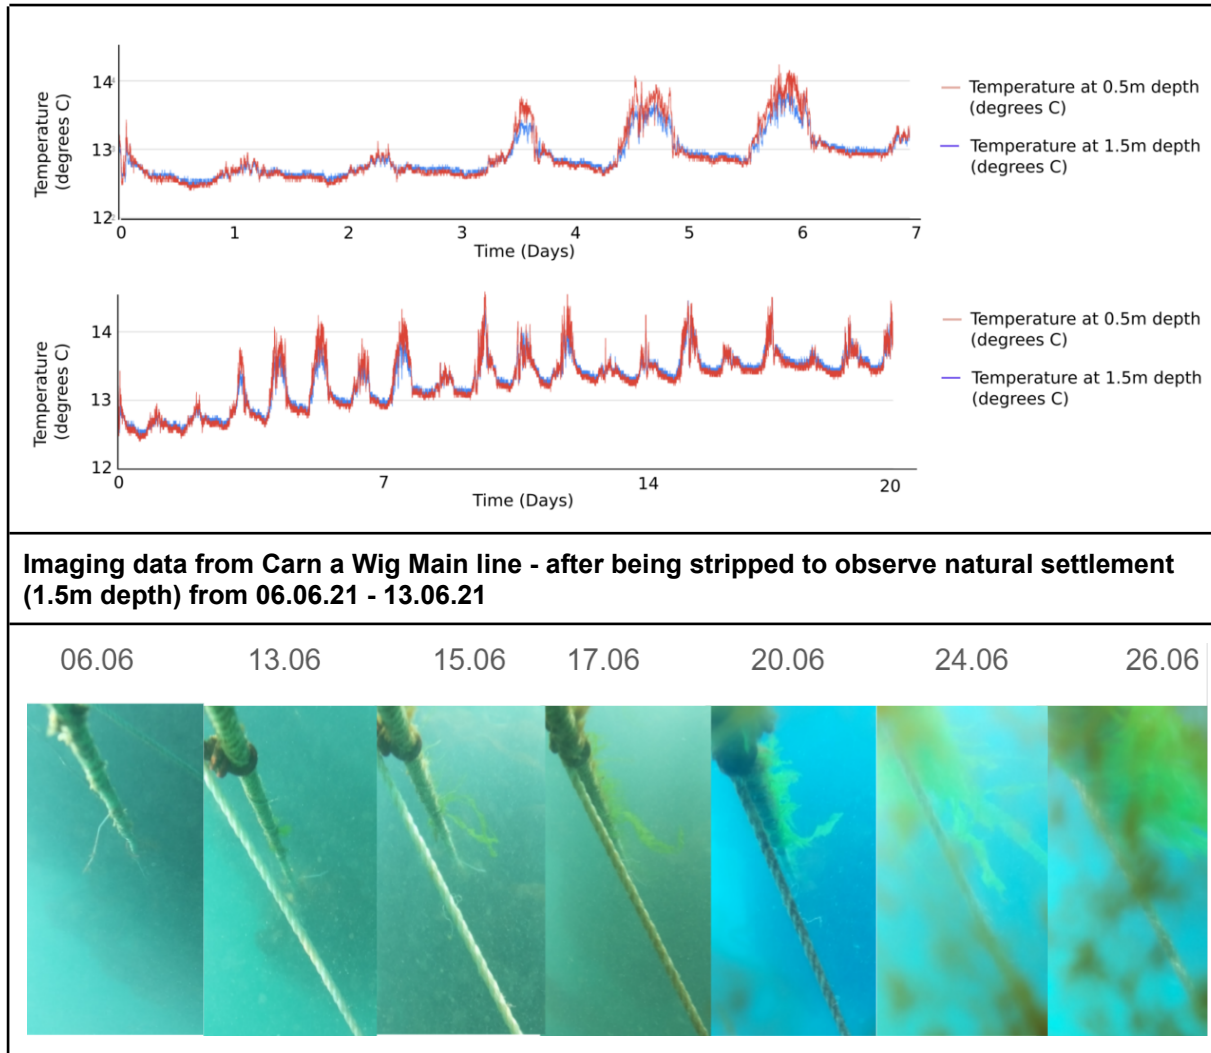 14
13
12
Temperature
(degrees C)
0 1 2 3 4 5 6 7
Time (Days)
Temperature at 0.5m depth
(degrees C)
Temperature at 1.5m depth
(degrees C)
14
13
12
Temperature
(degrees C)
0 7 14 20
Time (Days)
Temperature at 0.5m depth
(degrees C)
Temperature at 1.5m depth
(degrees C)
Imaging data from Carn a Wig Main line - after being stripped to observe natural settlement
(1.5m depth) from 06.06.21 - 13.06.21
06.06 13.06 15.06 17.06 20.06 24.06 26.06